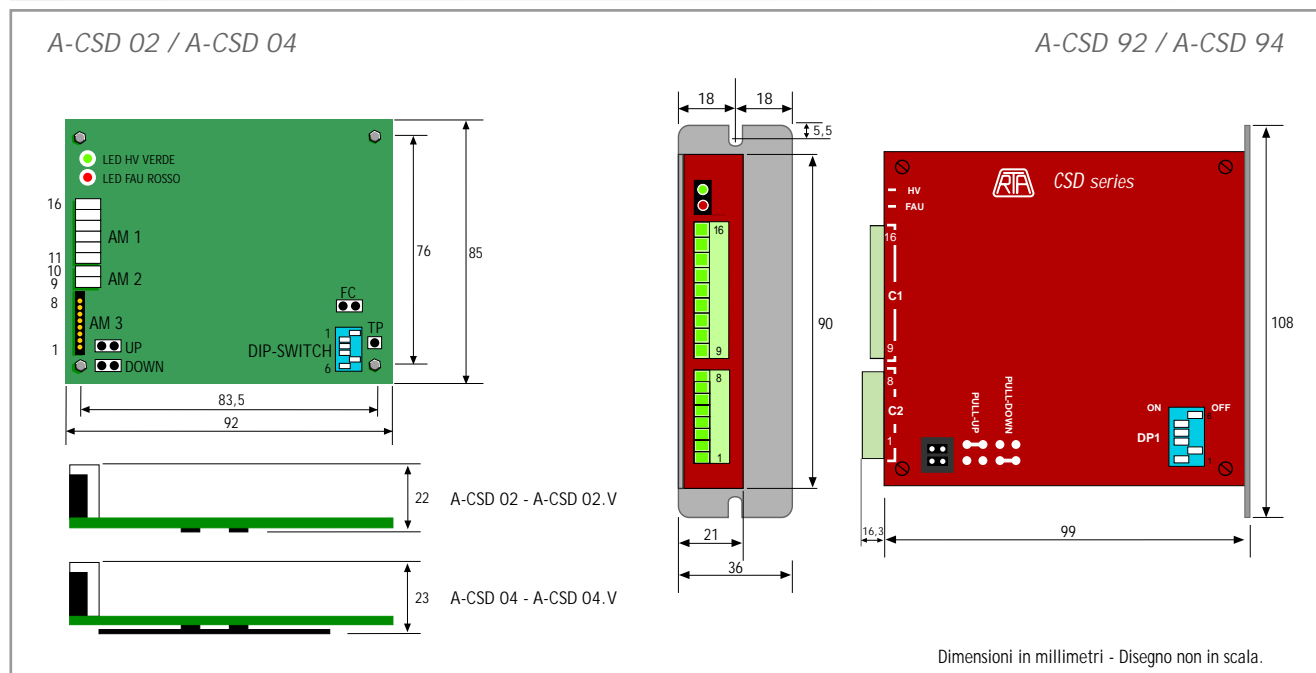 A-CSD 02 / A-CSD 04
A-CSD 92 / A-CSD 94
LED HV VERDE
LED FAU ROSSO
16
AM 1
11
10
AM 2
9
8
AM 3
1
UP
DOWN
FC
TP
1
DIP-SWITCH
6
76
85
83,5
92
22
A-CSD 02 - A-CSD 02.V
23
A-CSD 04 - A-CSD 04.V
18
18
5,5
16
9
8
1
90
21
36
HV
FAU
RTA
CSD series
16
C1
9
8
C2
1
PULL-UP
PULL-DOWN
ON
OFF
6
DP1
1
108
16,3
99
Dimensioni in millimetri - Disegno non in scala.